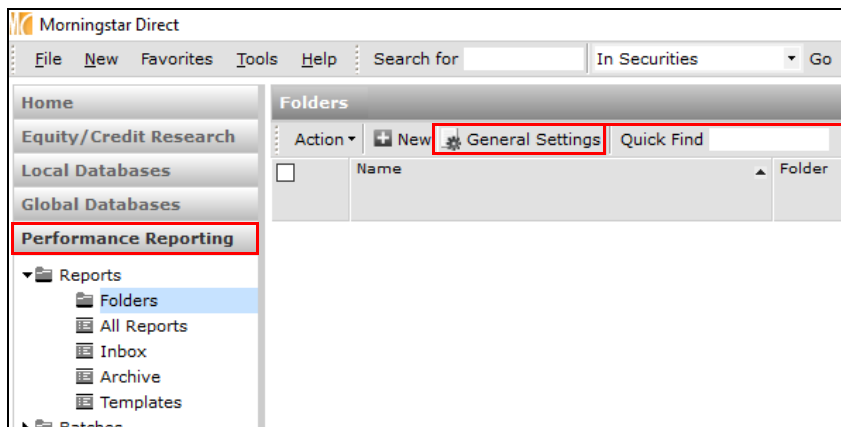 Morningstar Direct
File New Favorites Tools Help Search for In Securities Go
Home
Folders
Equity/Credit Research
Action New General Settings Quick Find
Local Databases
Name Folder
Global Databases
Performance Reporting
Reports
Folders
All Reports
Inbox
Archive
Templates
Batches